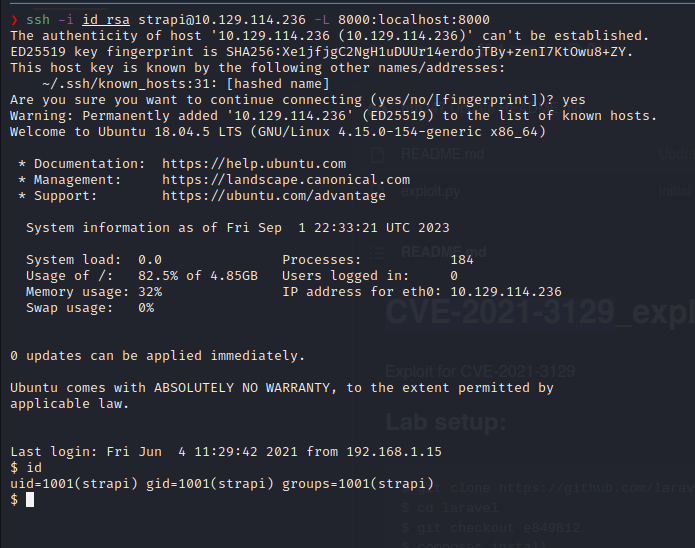 ❯ ssh -i id_rsa strapi@10.129.114.236 -L 8000:localhost:8000
The authenticity of host '10.129.114.236 (10.129.114.236)' can't be established.
ED25519 key fingerprint is SHA256:Xe1jfjgC2NgH1uDUUr14erdojTBy+zenI7KtOwu8+ZY.
This host key is known by the following other names/addresses:
    ~/.ssh/known_hosts:31: [hashed name]
Are you sure you want to continue connecting (yes/no/[fingerprint])? yes
Warning: Permanently added '10.129.114.236' (ED25519) to the list of known hosts.
Welcome to Ubuntu 18.04.5 LTS (GNU/Linux 4.15.0-154-generic x86_64)
README.md
 * Documentation:  https://help.ubuntu.com
 * Management:     https://landscape.canonical.com
 * Support:        https://ubuntu.com/advantage
exploit.py
  System information as of Fri Sep  1 22:33:21 UTC 2023
README.md
  System load:  0.0               Processes:           184
  Usage of /:   82.5% of 4.85GB   Users logged in:     0
  Memory usage: 32%               IP address for eth0: 10.129.114.236
  Swap usage:   0%
CVE-2021-3129_expl
0 updates can be applied immediately.
Exploit for CVE-2021-3129
Ubuntu comes with ABSOLUTELY NO WARRANTY, to the extent permitted by
applicable law.
Lab setup:
Last login: Fri Jun  4 11:29:42 2021 from 192.168.1.15
$ id
uid=1001(strapi) gid=1001(strapi) groups=1001(strapi)
$ git clone https://github.com/larave
$
$ cd laravel
$ git checkout e849812